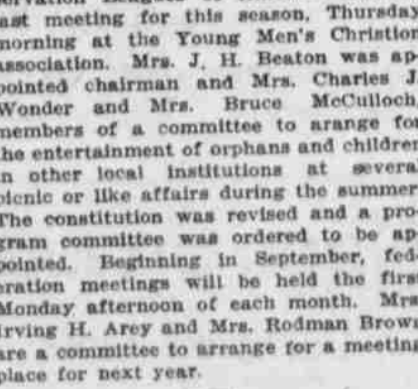 last meeting for this season, Thursday
morning at the Young Men's Christion
association. Mrs. J. H. Beaton was ap-
pointed chairman and Mrs. Charles J
Wonder and Mrs. Bruce McCulloch
members of a committee to arange for
the entertainment of orphans and children
in other local institutions at several
picnic or like affairs during the summer
The constitution was revised and a pro-
gram committee was ordered to be ap-
pointed. Beginning in September, fed-
eration meetings will be held the first
Monday afternoon of each month. Mrs
Irving H. Arey and Mrs. Rodman Brown
are a committee to arrange for a meeting
place for next year.